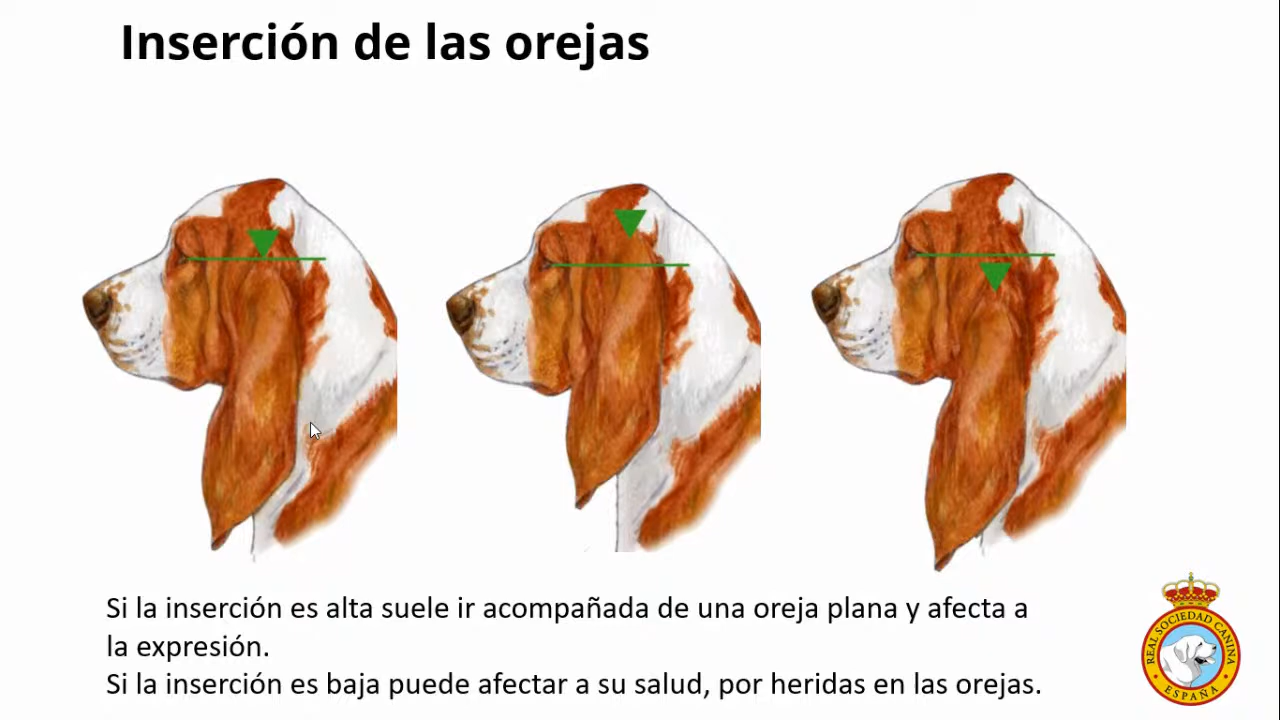 Inserción de las orejas
Si la inserción es alta suele ir acompañada de una oreja plana y afecta a
la expresión.
Si la inserción es baja puede afectar a su salud, por heridas en las orejas.
REAL SOCIEDAD CANINA
ESPAÑA